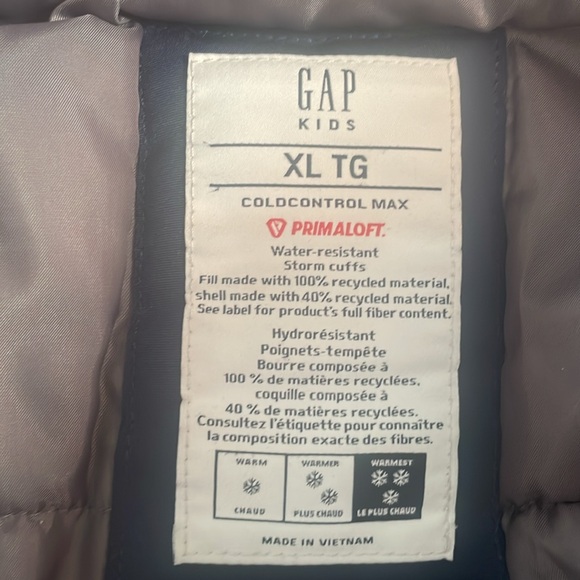 GAP
KIDS
XL TG
COLDCONTROL MAX
PRIMALOFT.
Water-resistant
Storm cuffs
Fill made with 100% recycled material,
shell made with 40% recycled material.
See label for product's full fiber content.
Hydrorésistant
Poignets-tempête
Bourre composée à
100 % de matières recyclées.
coquille composée à
40 % de matières recyclées.
Consultez l'étiquette pour connaître
la composition exacte des fibres.
WARM WARMER WARMEST
CHAUD PLUS CHAUD LE PLUS CHAUD
MADE IN VIETNAM